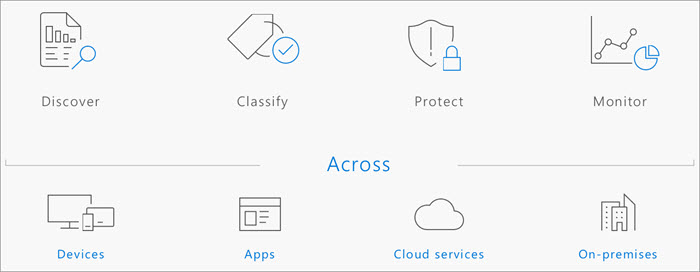 Discover
Classify
Protect
Monitor
Across
Devices
Apps
Cloud services
On-premises